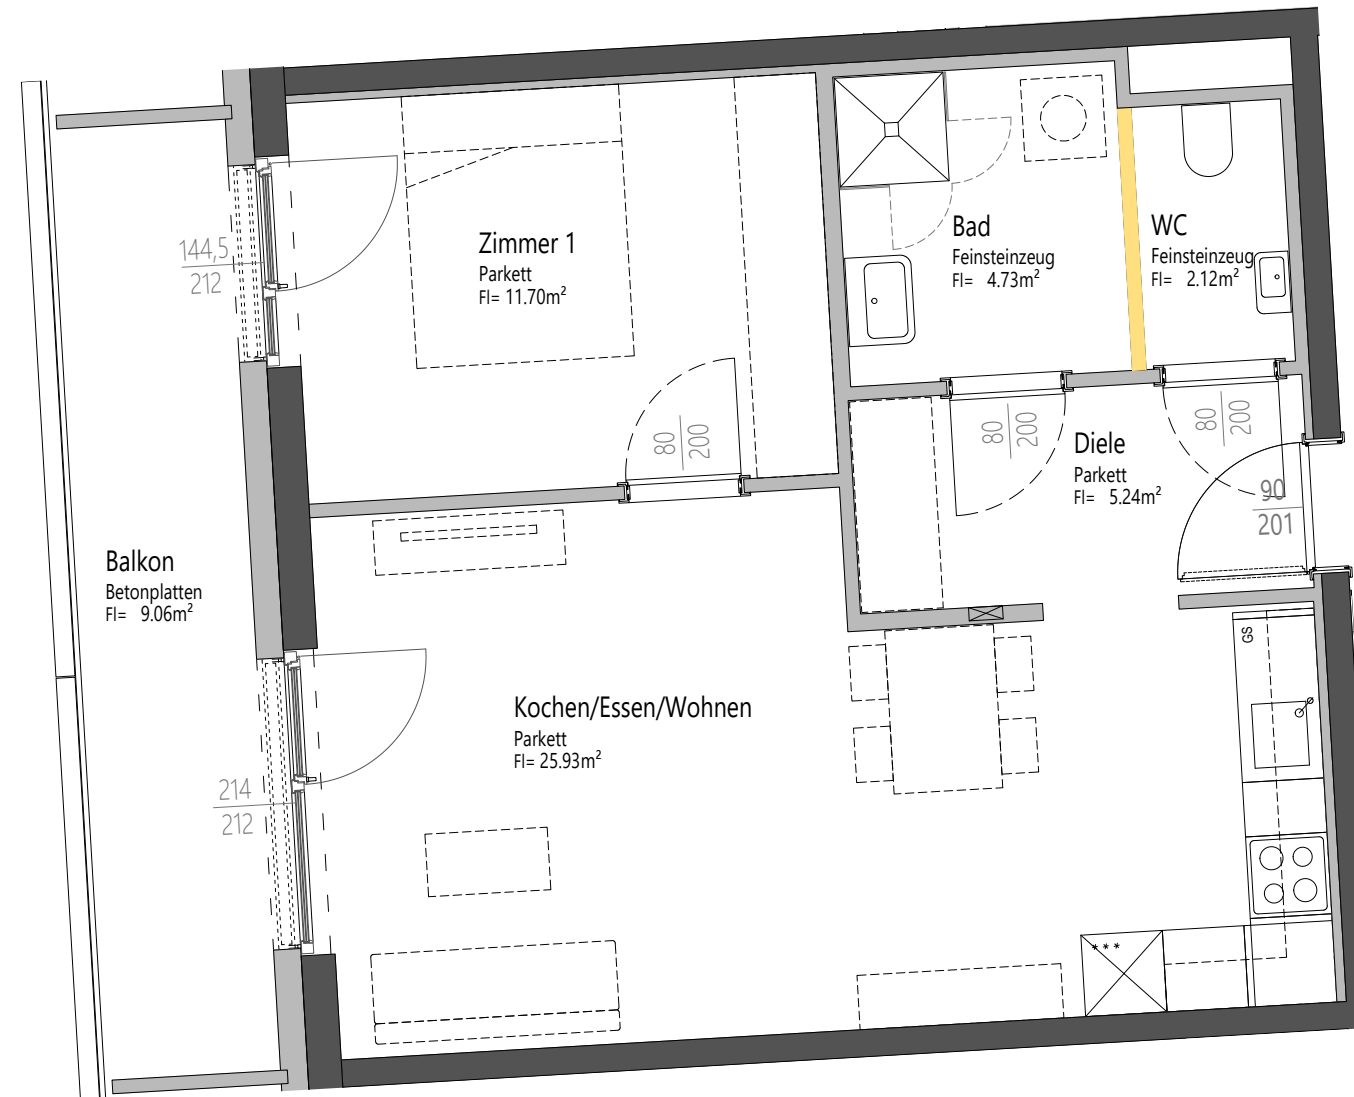 144,5
212
Zimmer 1
Parkett
Fl= 11.70m²
Bad
Feinsteinzeug
Fl= 4.73m²
WC
Feinsteinzeug
Fl= 2.12m²
80
200
80
200
80
200
Diele
Parkett
Fl= 5.24m²
90
201
Balkon
Betonplatten
Fl= 9.06m²
GS
Kochen/Essen/Wohnen
Parkett
Fl= 25.93m²
214
212
***